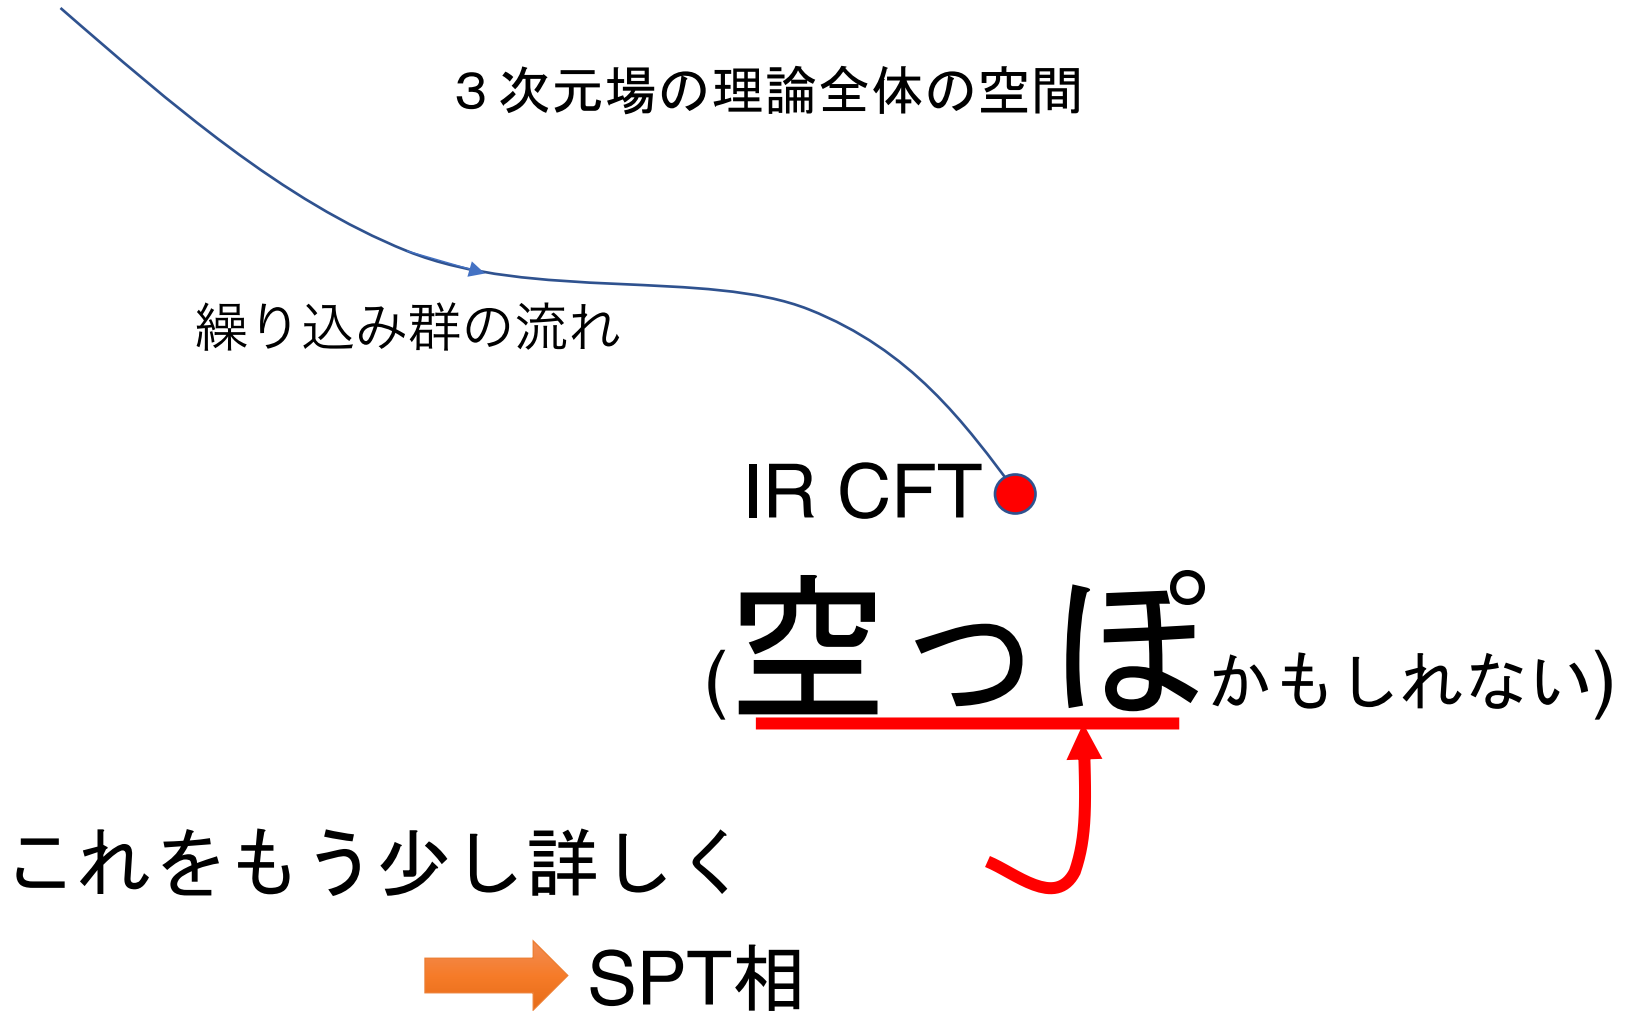 ３次元場の理論全体の空間
繰り込み群の流れ
IR CFT
(空っぽかもしれない)
これをもう少し詳しく
SPT相